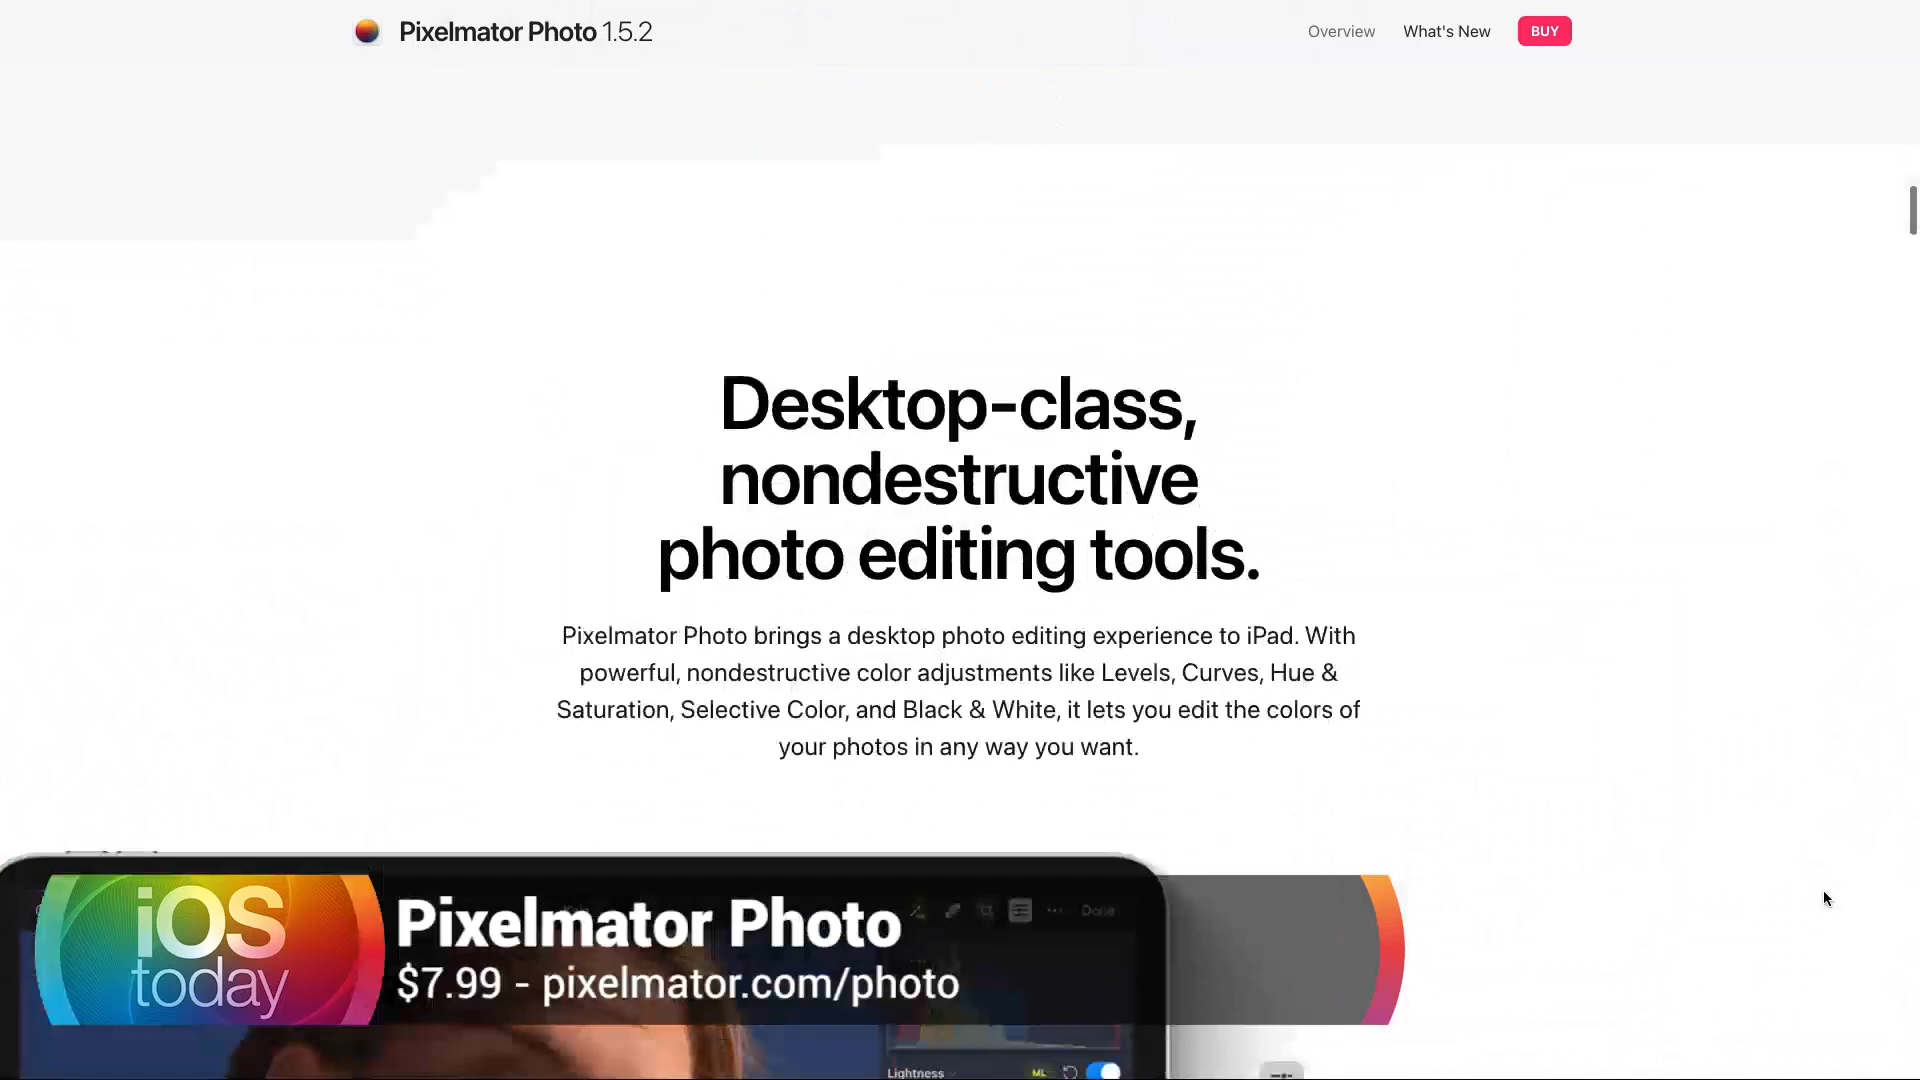 Pixelmator Photo 1.5.2
Overview
What's New
BUY
Desktop-class,
nondestructive
photo editing tools.
Pixelmator Photo brings a desktop photo editing experience to iPad. With
powerful, nondestructive color adjustments like Levels, Curves, Hue &
Saturation, Selective Color, and Black & White, it lets you edit the colors of
your photos in any way you want.
Done
iOS
today
Pixelmator Photo
$7.99 - pixelmator.com/photo
Lightness
ML